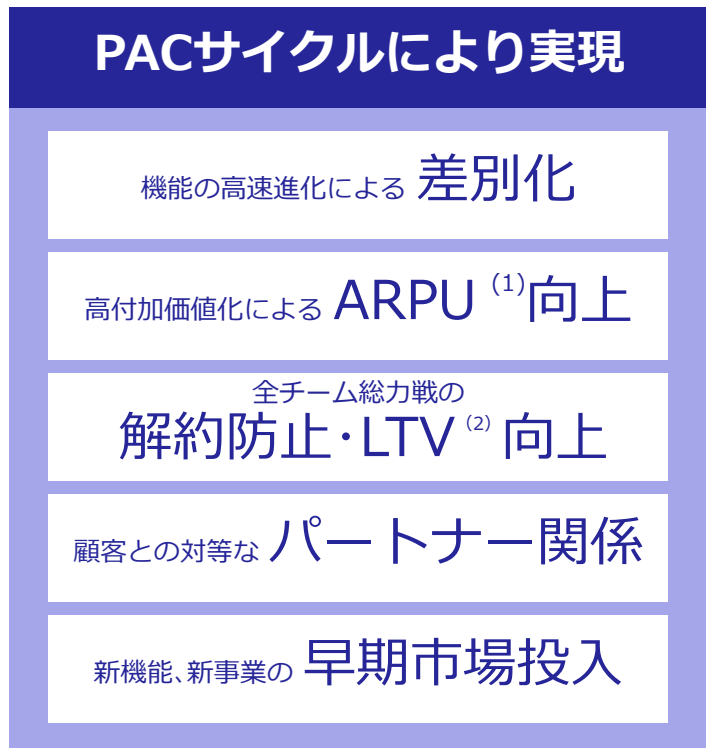 PACサイクルにより実現
機能の高速進化による 差別化
高付加価値化による ARPU (1)向上
全チーム総力戦の
解約防止・LTV (2) 向上
顧客との対等な パートナー関係
新機能、新事業の 早期市場投入